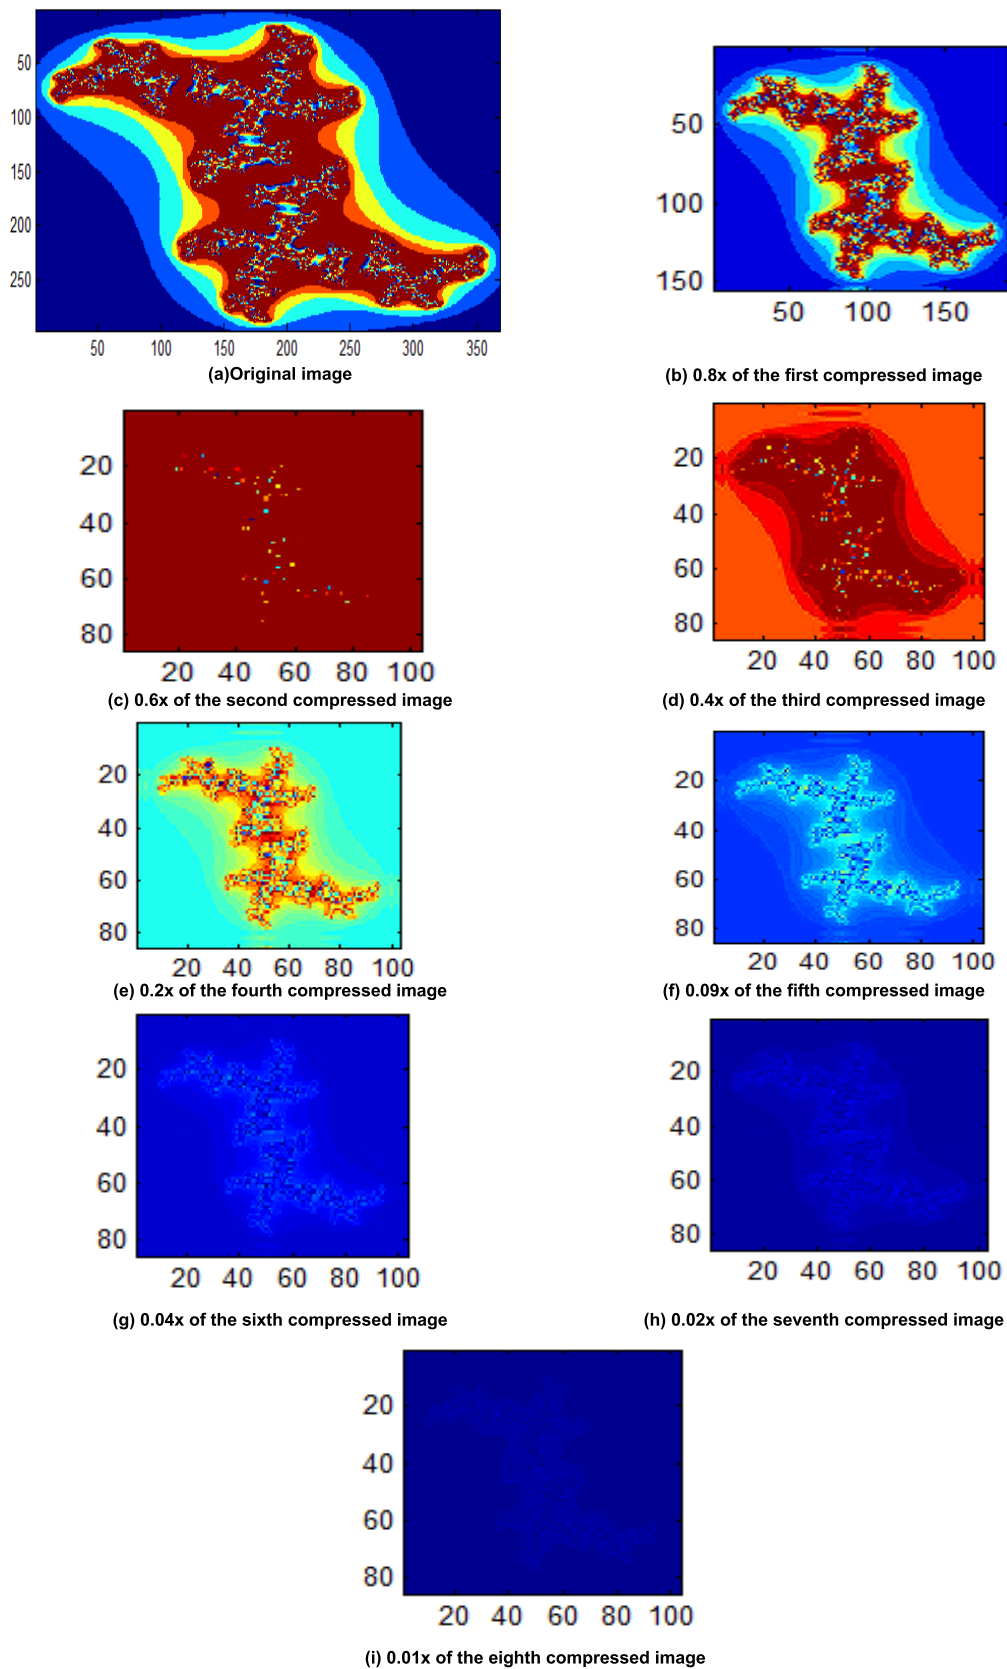 50
100
150
200
250
50 100 150 200 250 300 350
(a)Original image
50
100
150
50 100 150
(b) 0.8x of the first compressed image
20
40
60
80
20 40 60 80 100
(c) 0.6x of the second compressed image
20
40
60
80
20 40 60 80 100
(d) 0.4x of the third compressed image
20
40
60
80
20 40 60 80 100
(e) 0.2x of the fourth compressed image
20
40
60
80
20 40 60 80 100
(f) 0.09x of the fifth compressed image
20
40
60
80
20 40 60 80 100
(g) 0.04x of the sixth compressed image
20
40
60
80
20 40 60 80 100
(h) 0.02x of the seventh compressed image
20
40
60
80
20 40 60 80 100
(i) 0.01x of the eighth compressed image